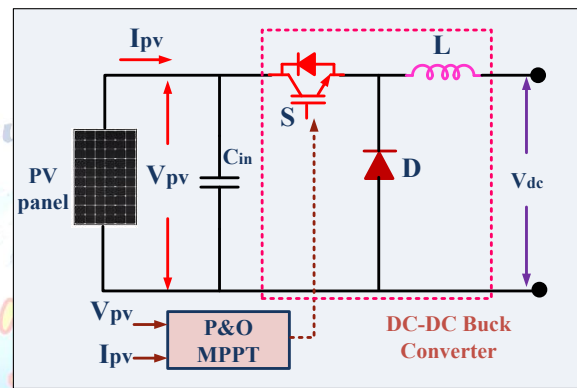 Ipv
L
S
Cin
D
PV
panel
Vpv
Vdc
Vpv
Ipv
P&O
MPPT
DC-DC Buck
Converter